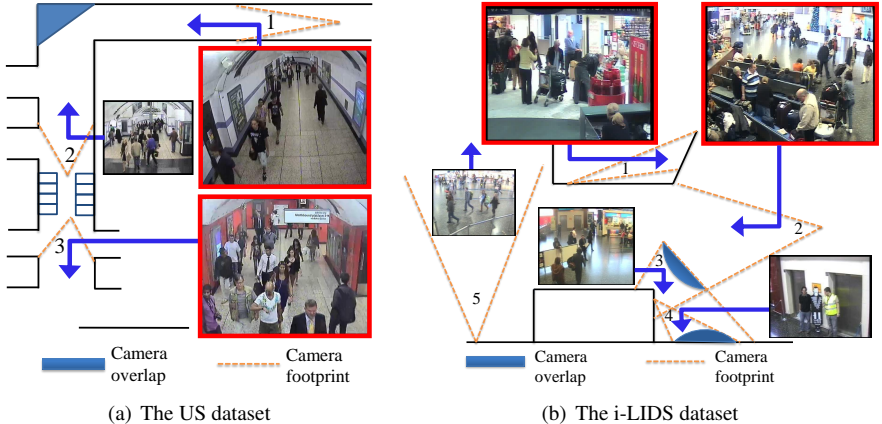 1
2
3
Camera overlap
Camera footprint
(a) The US dataset
1
2
3
4
5
Camera overlap
Camera footprint
(b) The i-LIDS dataset